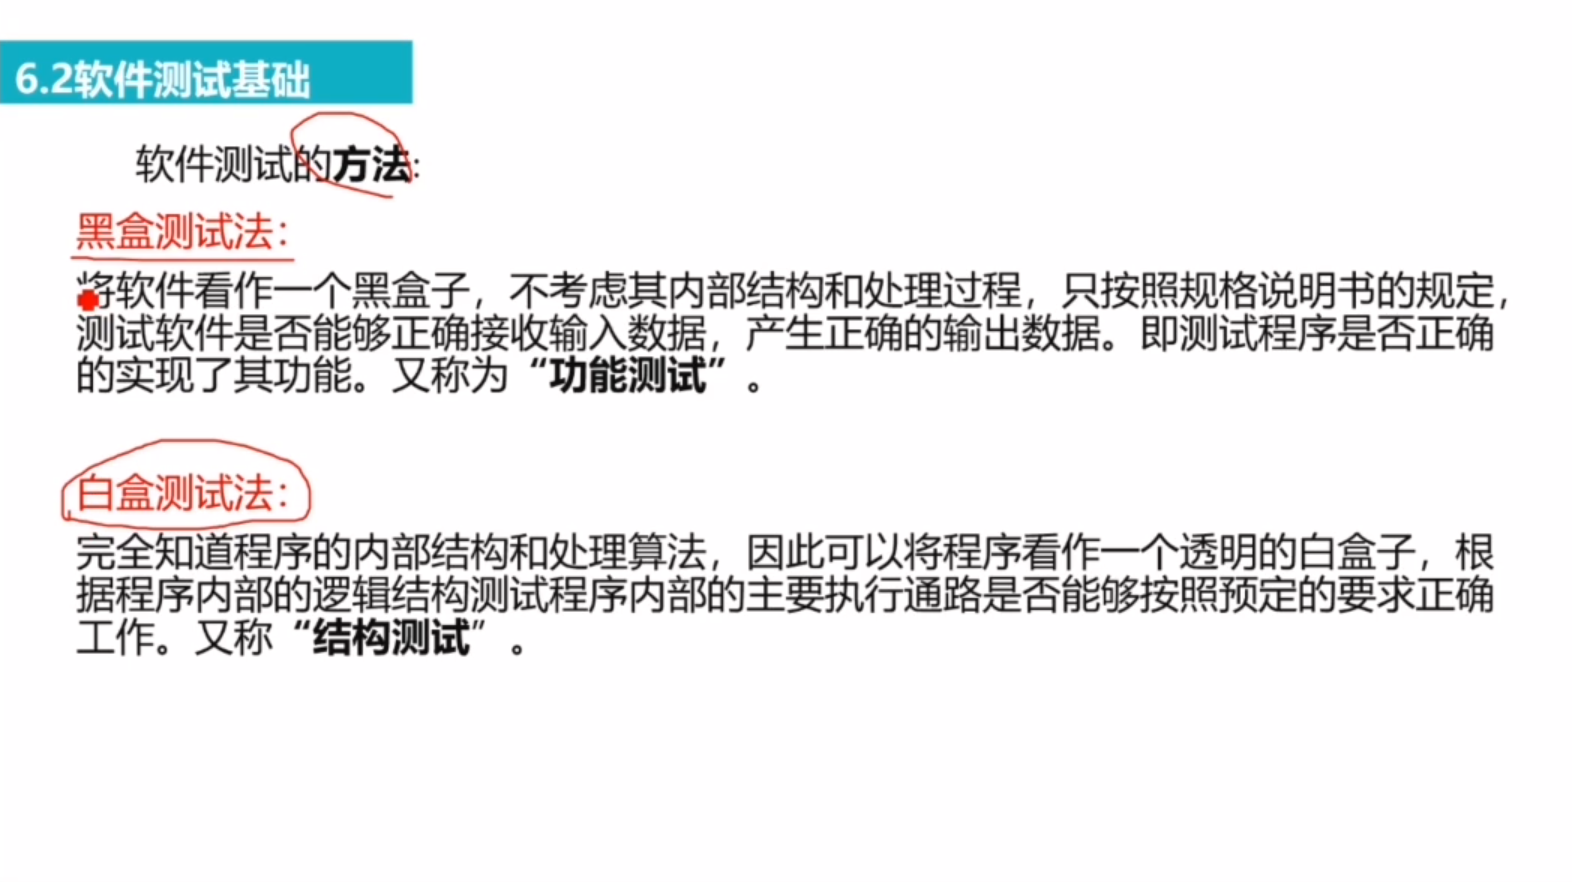 6.2软件测试基础
软件测试的方法:
黑盒测试法：
将软件看作一个黑盒子，不考虑其内部结构和处理过程，只按照规格说明书的规定，
测试软件是否能够正确接收输入数据，产生正确的输出数据。即测试程序是否正确
的实现了其功能。又称为“功能测试”。
白盒测试法：
完全知道程序的内部结构和处理算法，因此可以将程序看作一个透明的白盒子，根
据程序内部的逻辑结构测试程序内部的主要执行通路是否能够按照预定的要求正确
工作。又称“结构测试”。